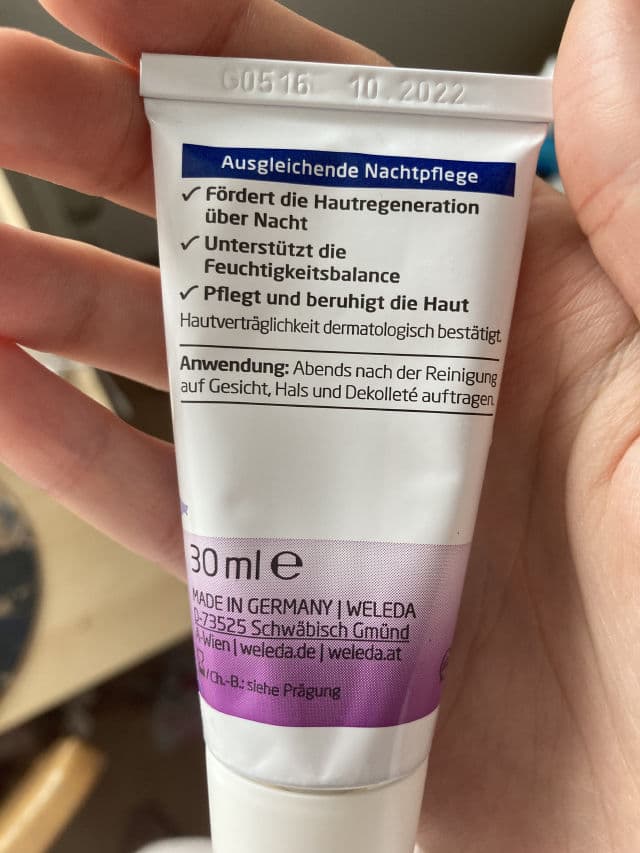 G0516 10.2022
Ausgleichende Nachtpflege
✓ Fördert die Hautregeneration
über Nacht
✓ Unterstützt die
Feuchtigkeitsbalance
✓ Pflegt und beruhigt die Haut
Hautverträglichkeit dermatologisch bestätigt.
Anwendung: Abends nach der Reinigung
auf Gesicht, Hals und Dekolleté auftragen.
30 ml e
MADE IN GERMANY | WELEDA
D-73525 Schwäbisch Gmünd
A-Wien | weleda.de | weleda.at
/Ch.-B.: siehe Prägung